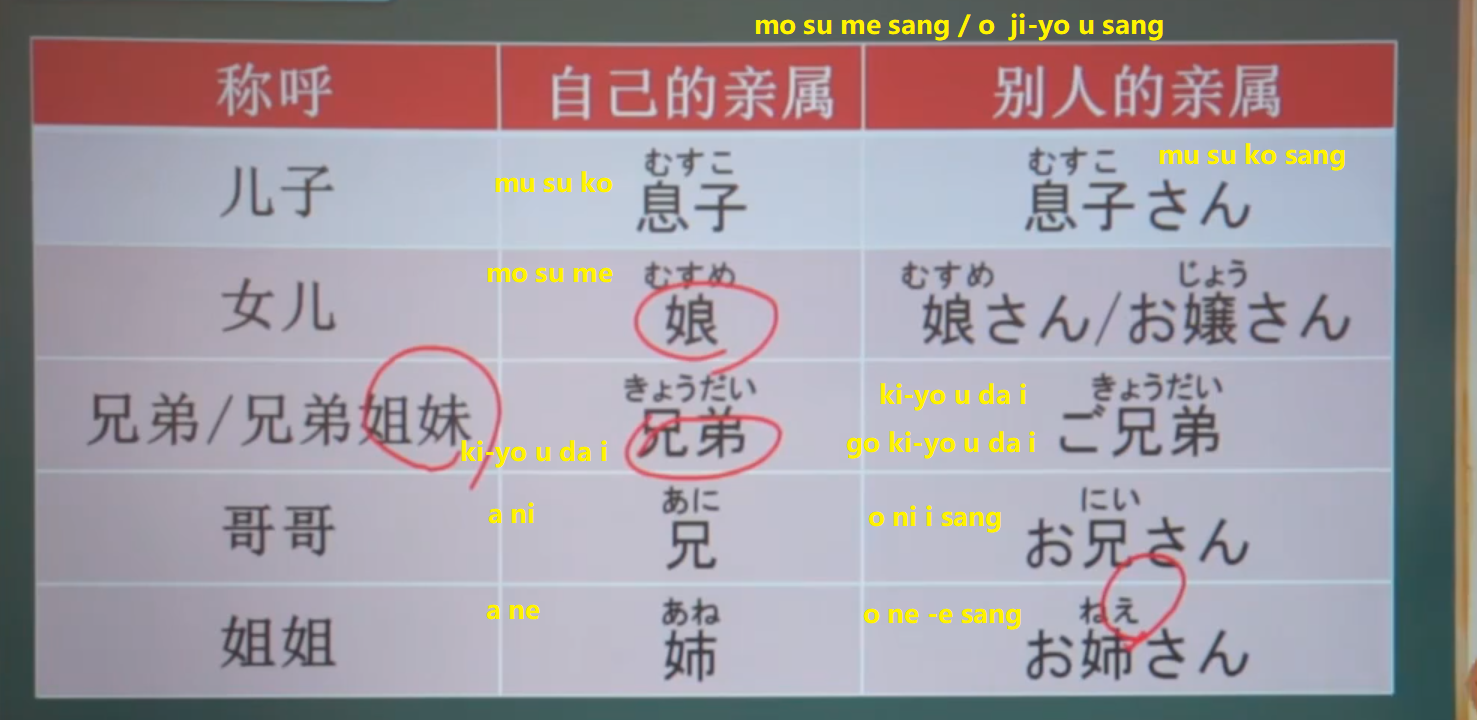 mo su me sang / o ji-yo u sang
称呼 自己的亲属 别人的亲属
むすこ むすこ mu su ko sang
儿子 mu su ko 息子 息子さん
mo su me むすめ むすめ じょう
女儿 娘 娘さん/お嬢さん
きょうだい ki-yo u da i きょうだい
兄弟/兄弟姐妹 兄弟 ご兄弟
ki-yo u da i go ki-yo u da i
a ni あに o ni i sang にい
哥哥 兄 お兄さん
a ne あね o ne -e sang ねえ
姐姐 姉 お姉さん